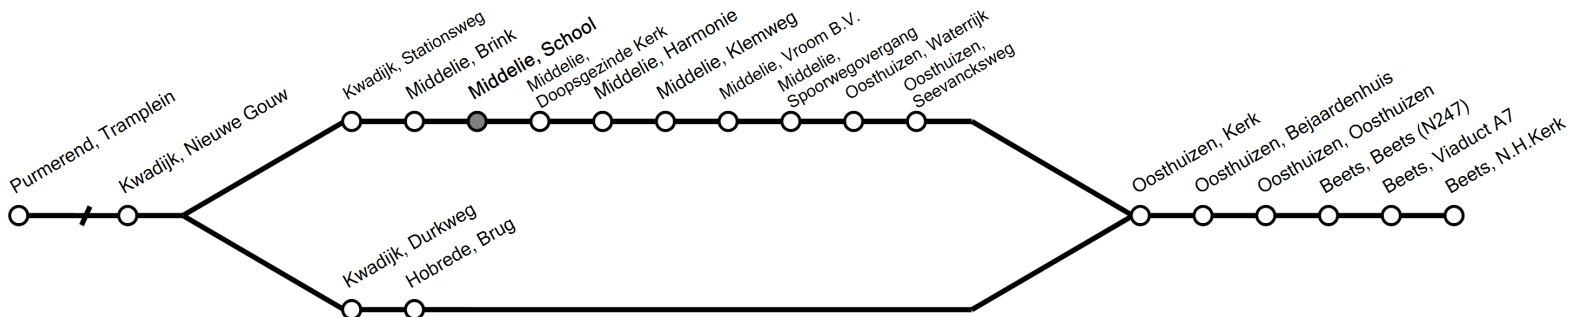 Purmerend, Tramplein
Kwadijk, Nieuwe Gouw
Kwadijk, Stationsweg
Middelie, Brink
Middelie, School
Middelie,
Doopsgezinde Kerk
Middelie, Harmonie
Middelie, Klemweg
Middelie, Vroom B.V.
Middelie,
Spoorwegovergang
Oosthuizen, Waterrijk
Oosthuizen,
Seevancksweg
Kwadijk, Durkweg
Hobrede, Brug
Oosthuizen, Kerk
Oosthuizen, Bejaardenhuis
Oosthuizen, Oosthuizen
Beets, Beets (N247)
Beets, Viaduct A7
Beets, N.H.Kerk